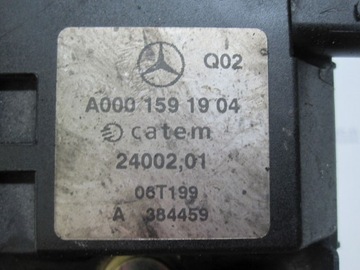 Q02
A000 159 19 04
catem
24002,01
06T199
A 384459